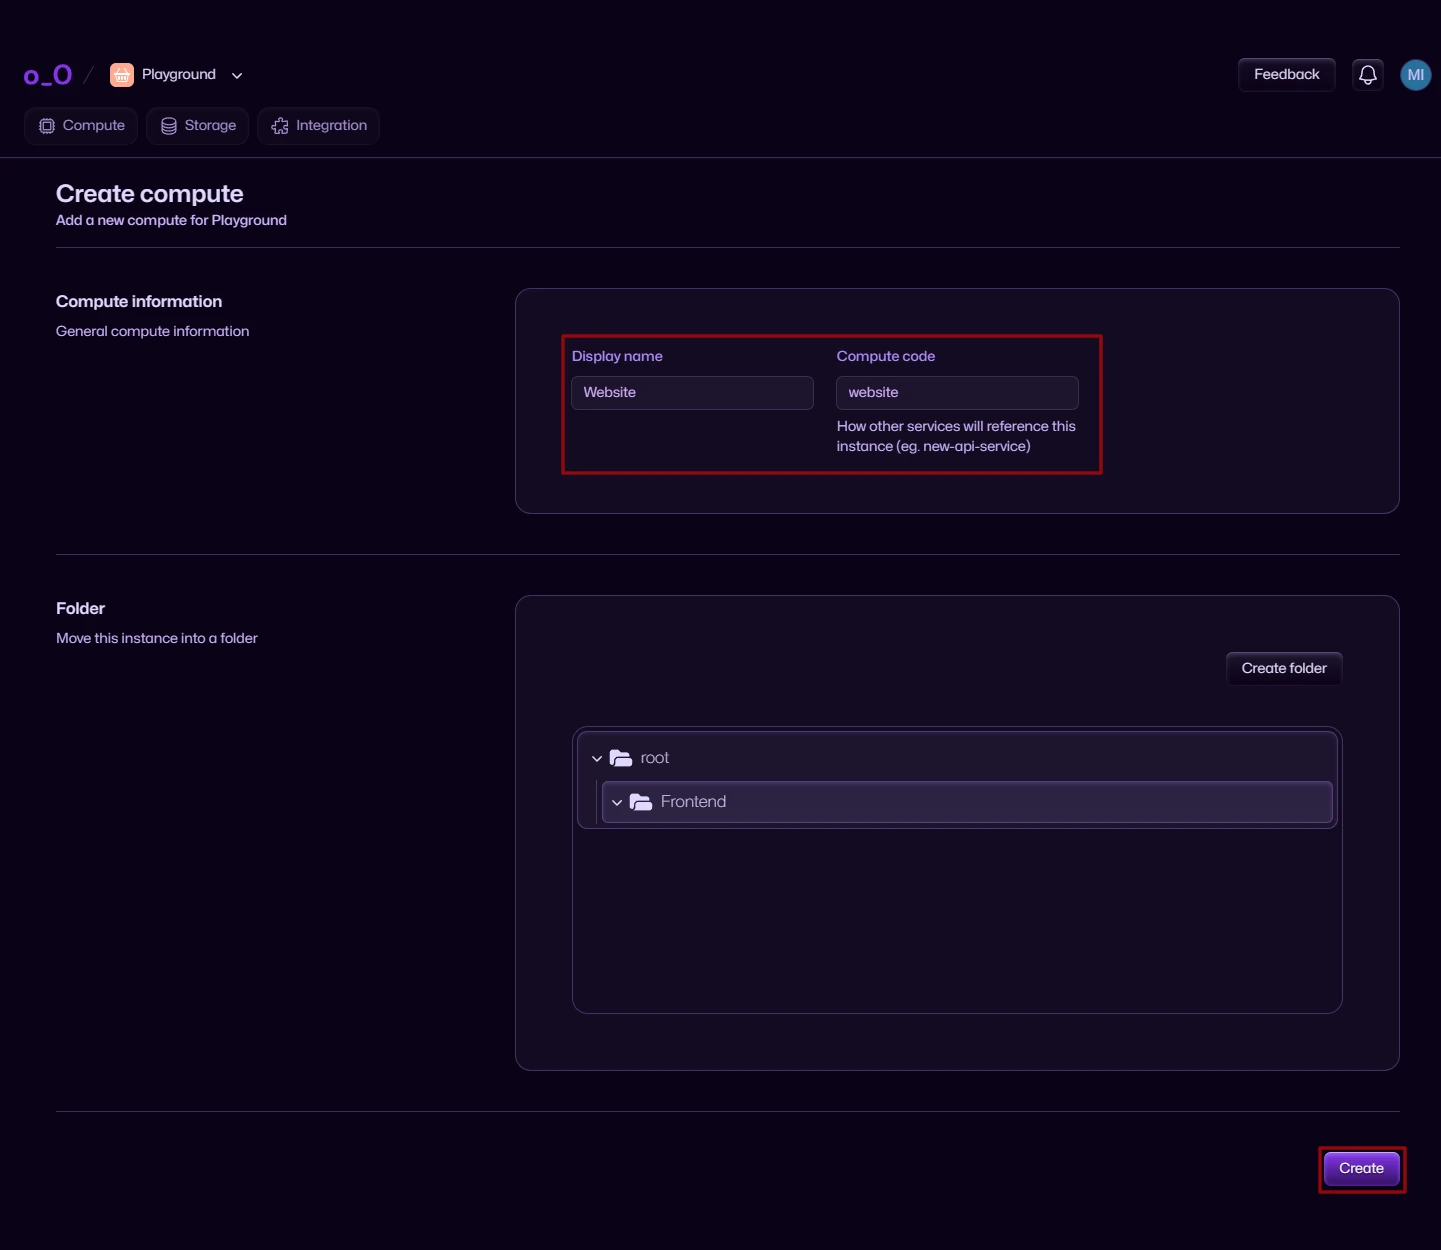 o_O / Playground
Feedback
MI
Compute
Storage
Integration
Create compute
Add a new compute for Playground
Compute information
General compute information
Display name
Website
Compute code
website
How other services will reference this
instance (eg. new-api-service)
Folder
Move this instance into a folder
Create folder
root
Frontend
Create